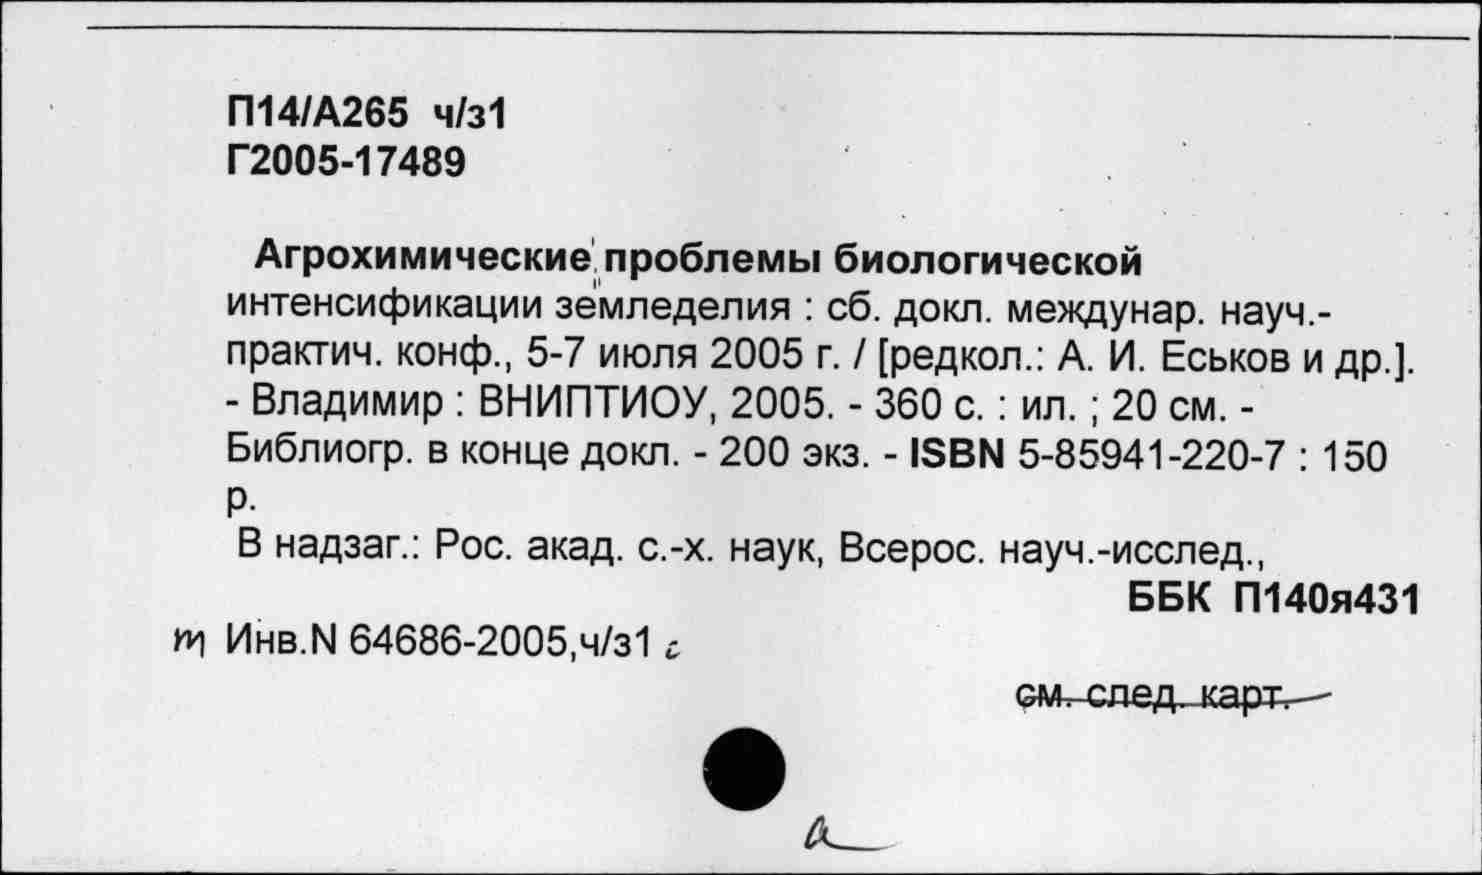 П14/А265 ч/з1
Г2005-17489
Агрохимические проблемы биологической
интенсификации земледелия : сб. докл. междунар. науч.-
практич. конф., 5-7 июля 2005 г. / [редкол.: А. И. Еськов и др.].
- Владимир : ВНИПТИОУ, 2005. - 360 с. : ил. ; 20 см. -
Библиогр. в конце докл. - 200 экз. - ISBN 5-85941-220-7 : 150
р.
В надзаг.: Рос. акад. с.-х. наук, Всерос. науч.-исслед.,
ББК П140я431
Инв.N 64686-2005,ч/з1
см. след. карт.
а